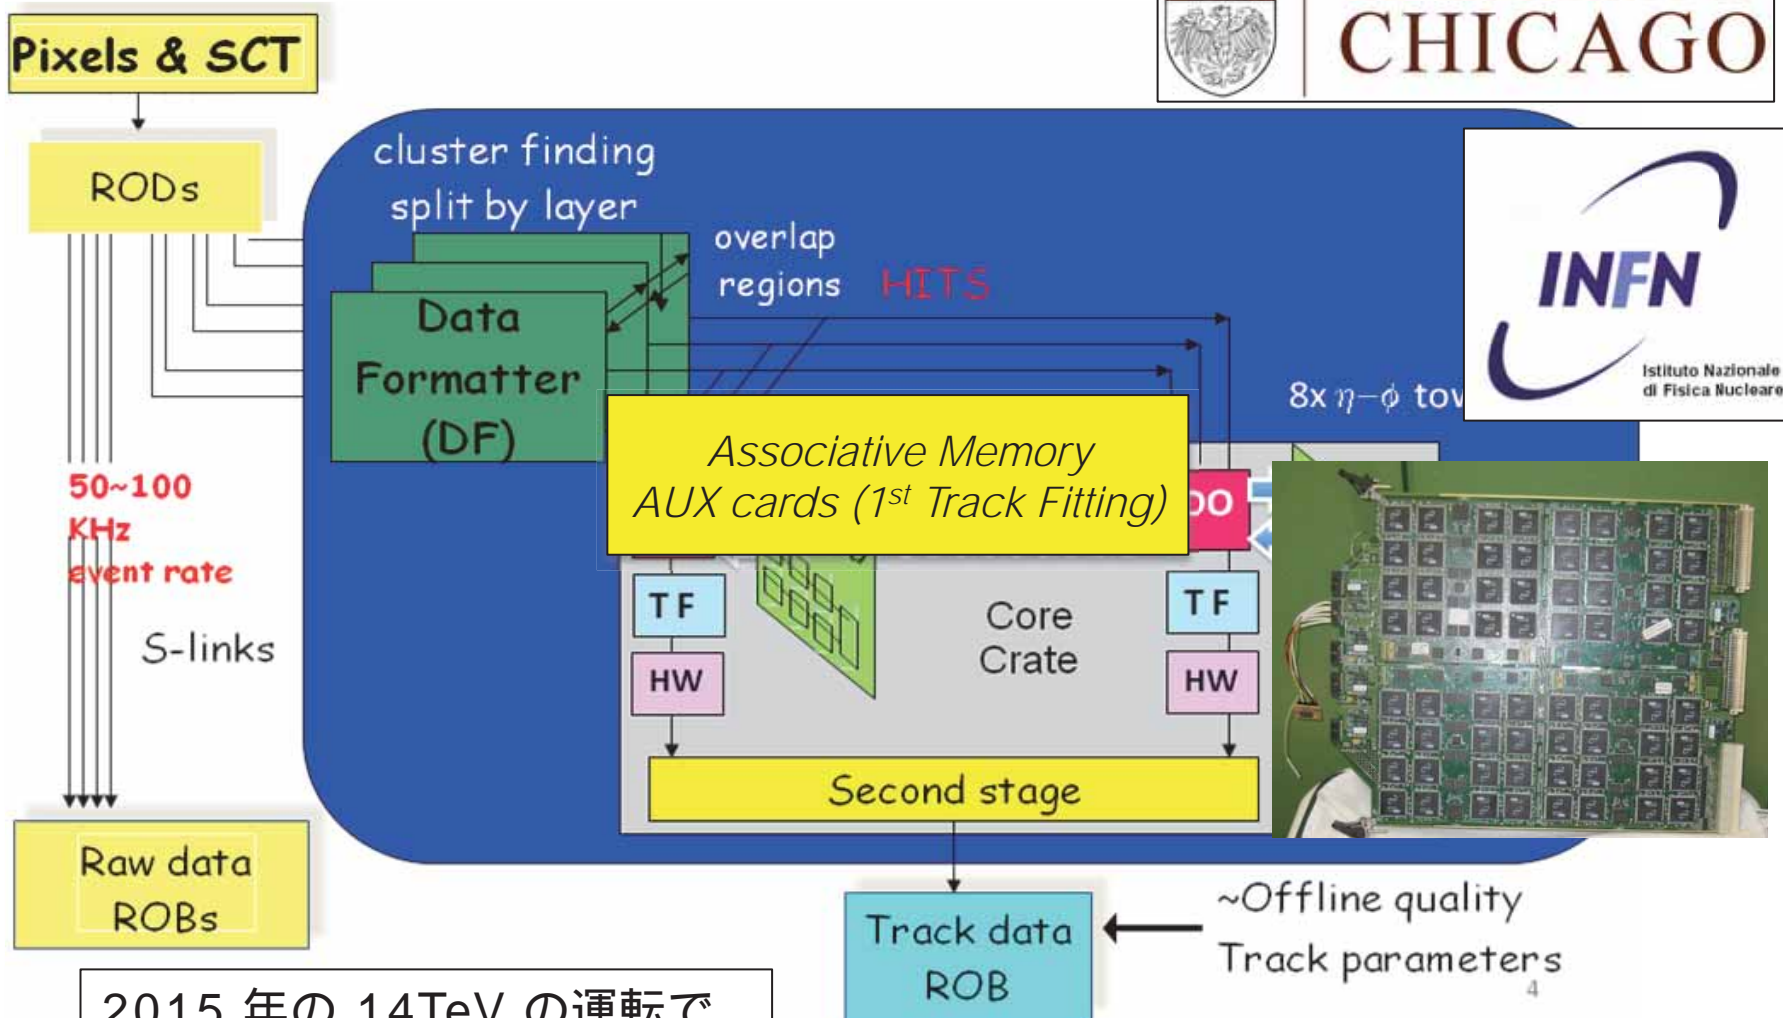 Pixels & SCT
CHICAGO
RODs
cluster finding
split by layer
overlap
regions HITS
INFN
Istituto Nazionale
di Fisica Nucleare
Data
Formatter
(DF)
8x η–φ tow
Associative Memory
AUX cards (1st Track Fitting)
DO
50~100
KHz
event rate
S-links
TF
HW
Core
Crate
TF
HW
Second stage
Raw data
ROBs
Track data
ROB
~Offline quality
Track parameters
4
2015 年の 14TeV の運転で